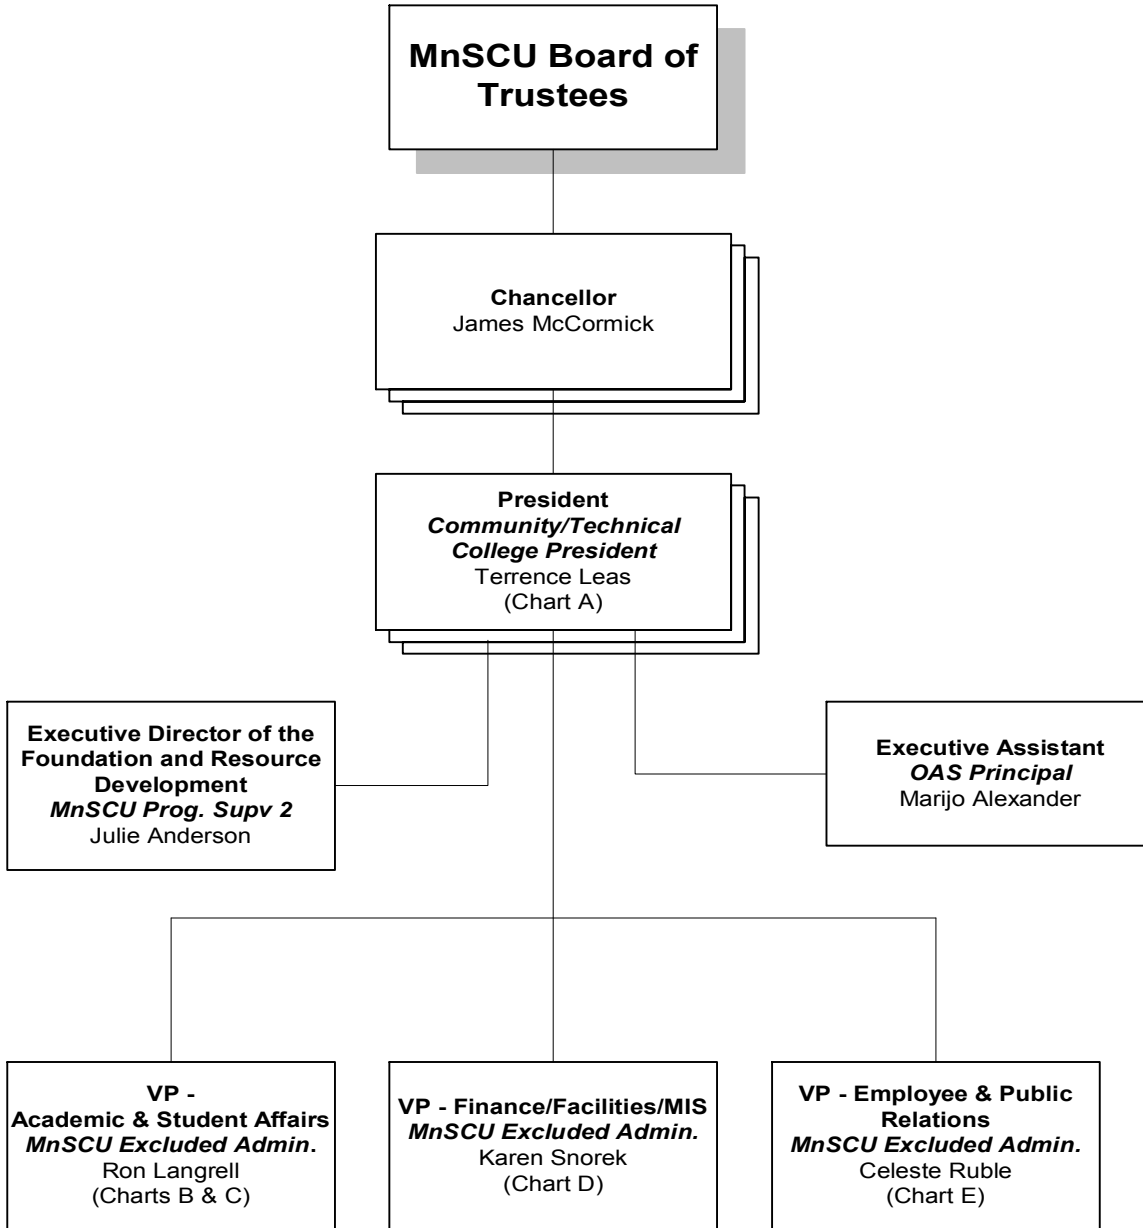 MnSCU Board of
Trustees
Chancellor
James McCormick
President
Community/Technical
College President
Terrence Leas
(Chart A)
Executive Director of the
Foundation and Resource
Development
MnSCU Prog. Supv 2
Julie Anderson
Executive Assistant
OAS Principal
Marijo Alexander
VP -
Academic & Student Affairs
MnSCU Excluded Admin.
Ron Langrell
(Charts B & C)
VP - Finance/Facilities/MIS
MnSCU Excluded Admin.
Karen Snorek
(Chart D)
VP - Employee & Public
Relations
MnSCU Excluded Admin.
Celeste Ruble
(Chart E)